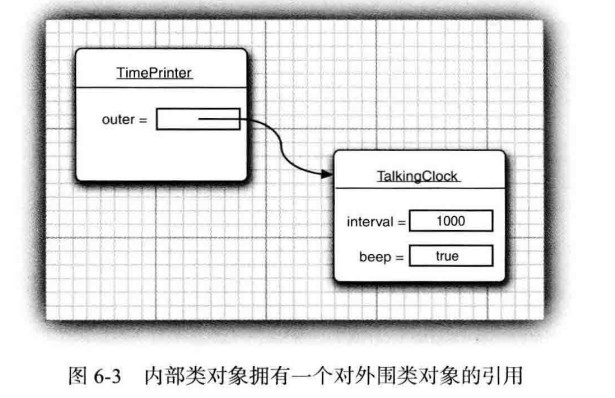 TimePrinter
outer =
TalkingClock
interval = 1000
beep = true
图 6-3 内部类对象拥有一个对外围类对象的引用